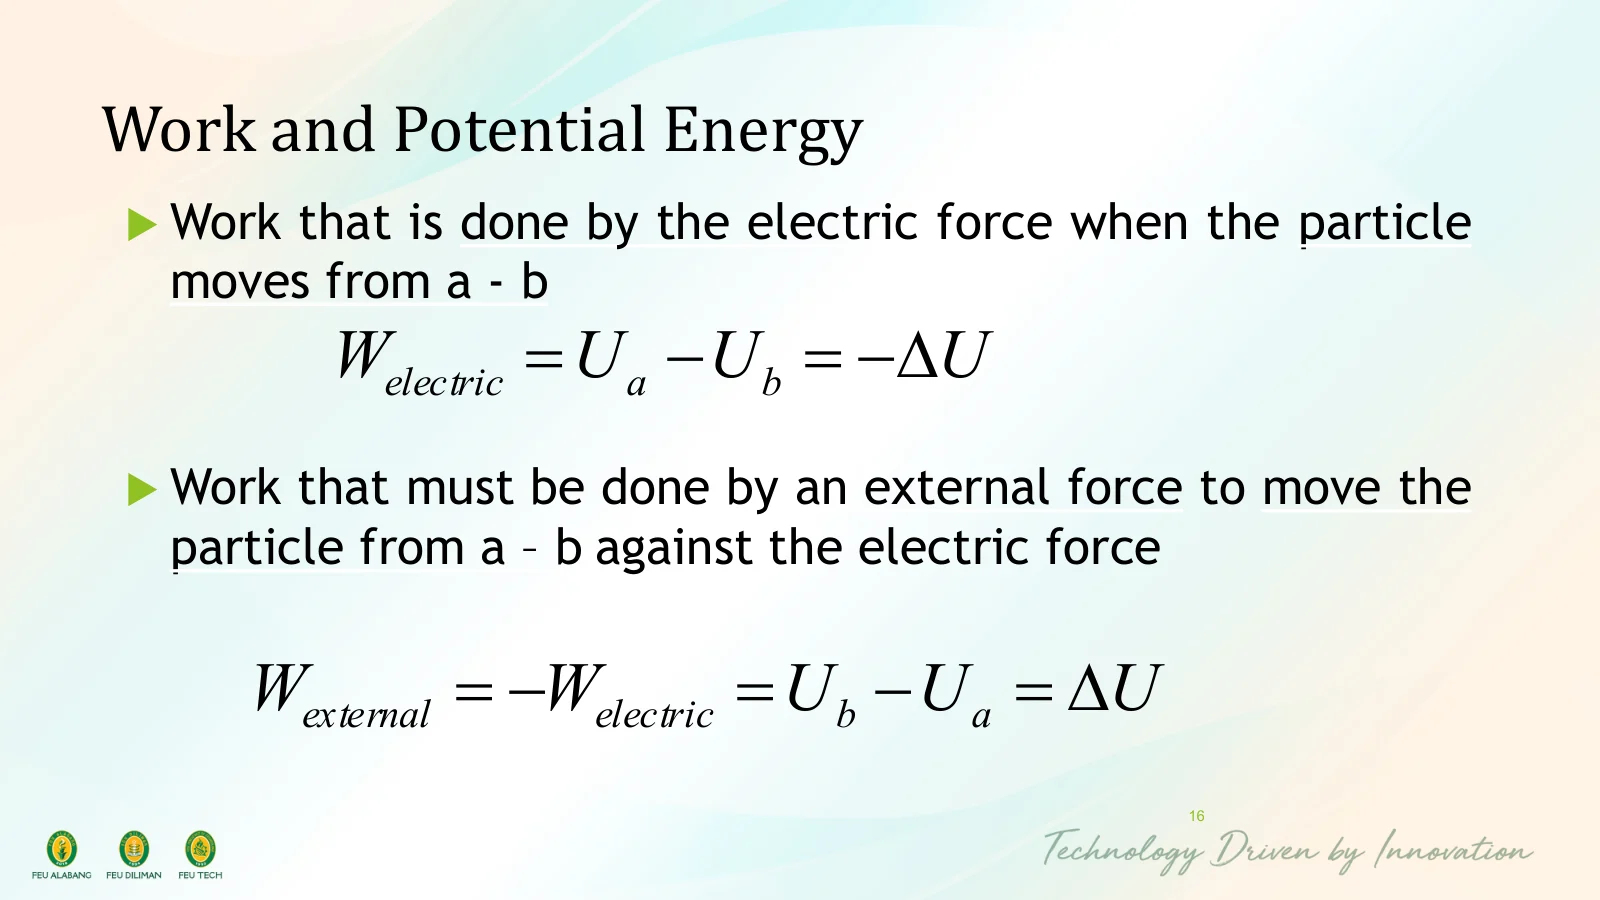 Work and Potential Energy
▶ Work that is done by the electric force when the particle
moves from a - b
W_electric = U_a − U_b = −ΔU
▶ Work that must be done by an external force to move the
particle from a – b against the electric force
W_external = −W_electric = U_b − U_a = ΔU
16
Technology Driven by Innovation
FEU ALABANG FEU DILIMAN FEU TECH